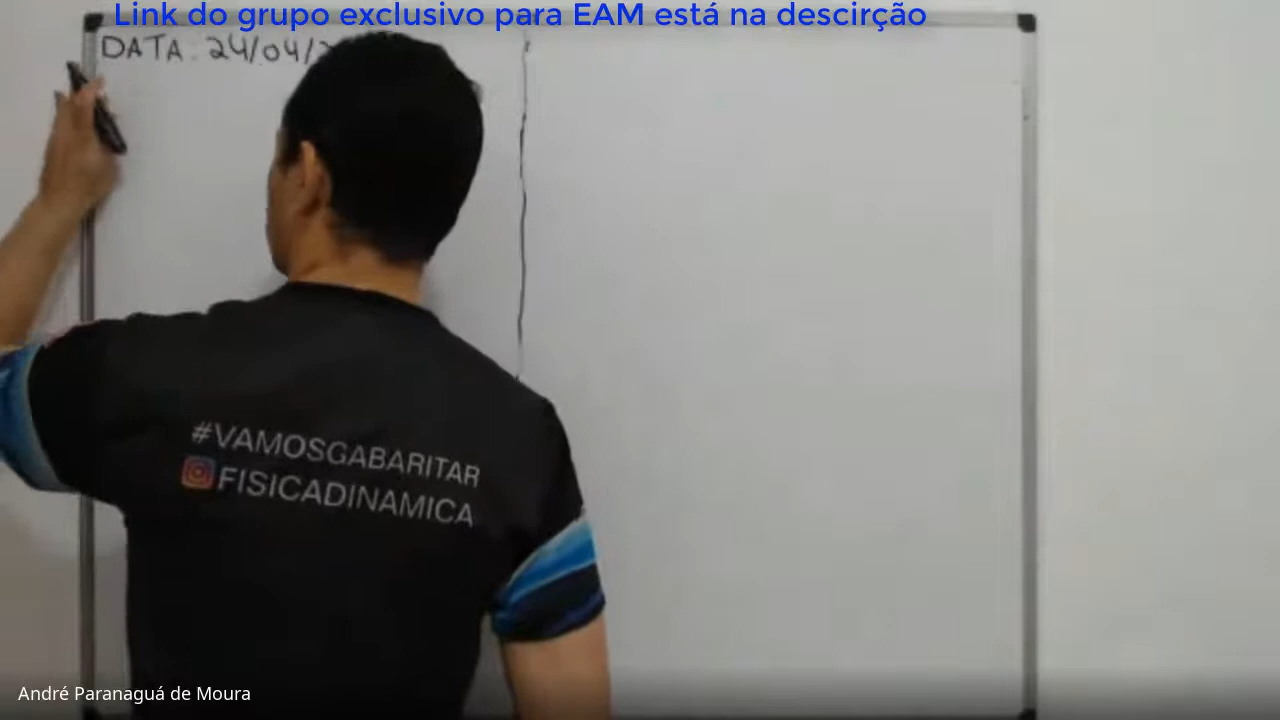 Link do grupo exclusivo para EAM está na descirção
DATA: 24/04/
#VAMOSGABARITAR
FISICADINAMICA
André Paranaguá de Moura